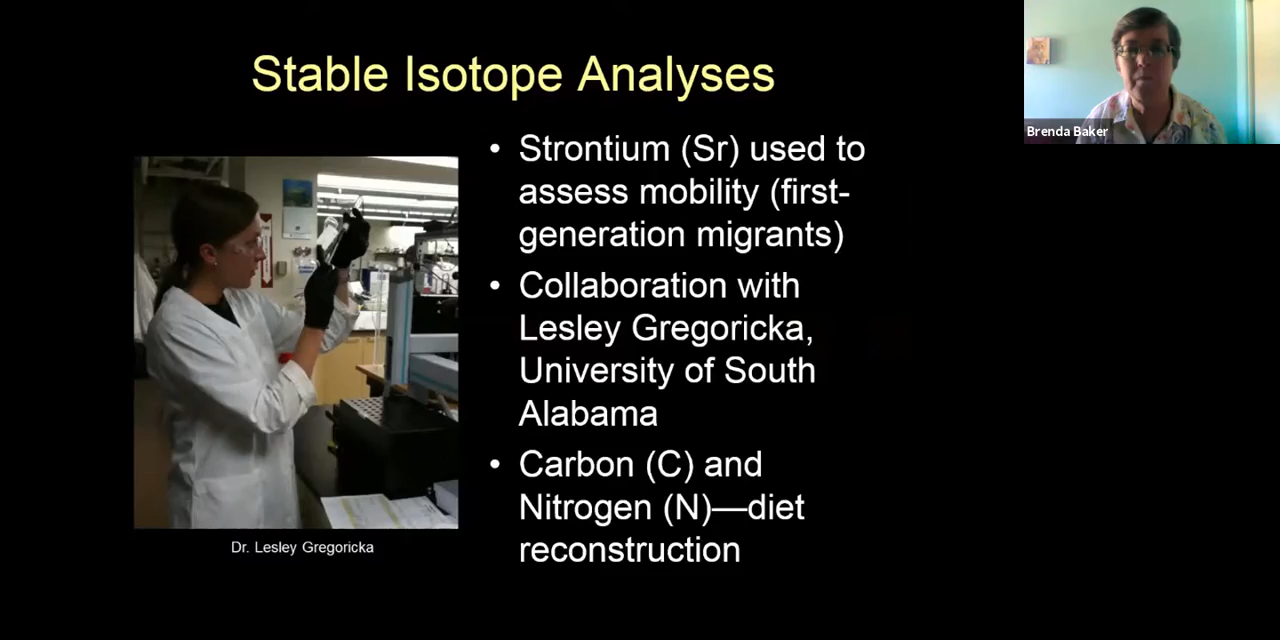 Stable Isotope Analyses
Brenda Baker
• Strontium (Sr) used to
assess mobility (first-
generation migrants)
• Collaboration with
Lesley Gregoricka,
University of South
Alabama
• Carbon (C) and
Nitrogen (N)—diet
reconstruction
Dr. Lesley Gregoricka